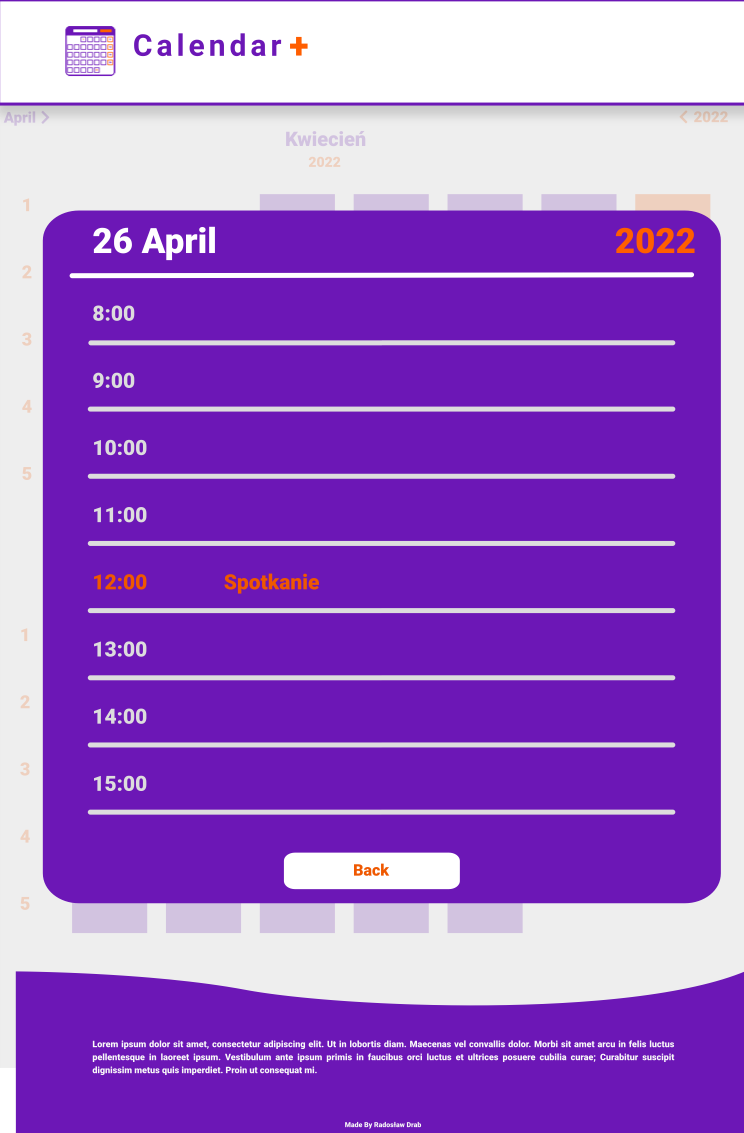 Calendar+
April >
< 2022
Kwiecień
2022
1
26 April 2022
2
8:00
3
9:00
4
10:00
5
11:00
12:00 Spotkanie
1
13:00
2
14:00
3
15:00
4
Back
5
Lorem ipsum dolor sit amet, consectetur adipiscing elit. Ut in lobortis diam. Maecenas vel convallis dolor. Morbi sit amet arcu in felis luctus
pellentesque in laoreet ipsum. Vestibulum ante ipsum primis in faucibus orci luctus et ultrices posuere cubilia curae; Curabitur suscipit
dignissim metus quis imperdiet. Proin ut consequat mi.
Made By Radosław Drab